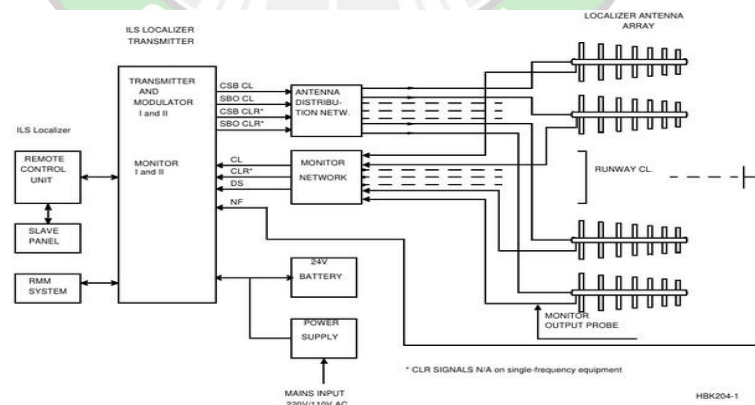 LOCALIZER ANTENNA
ARRAY
ILS LOCALIZER
TRANSMITTER
TRANSMITTER
AND
MODULATOR
I and II
MONITOR
I and II
ILS Localizer
REMOTE
CONTROL
UNIT
SLAVE
PANEL
RMM
SYSTEM
CSB CL
SBO CL
CSB CLR*
SBO CLR*
ANTENNA
DISTRIBU-
TION NETW.
CL
CLR*
DS
NF
MONITOR
NETWORK
RUNWAY CL.
24V
BATTERY
POWER
SUPPLY
MONITOR
OUTPUT PROBE
* CLR SIGNALS N/A on single-frequency equipment
MAINS INPUT
220V/110V AC
HBK204-1